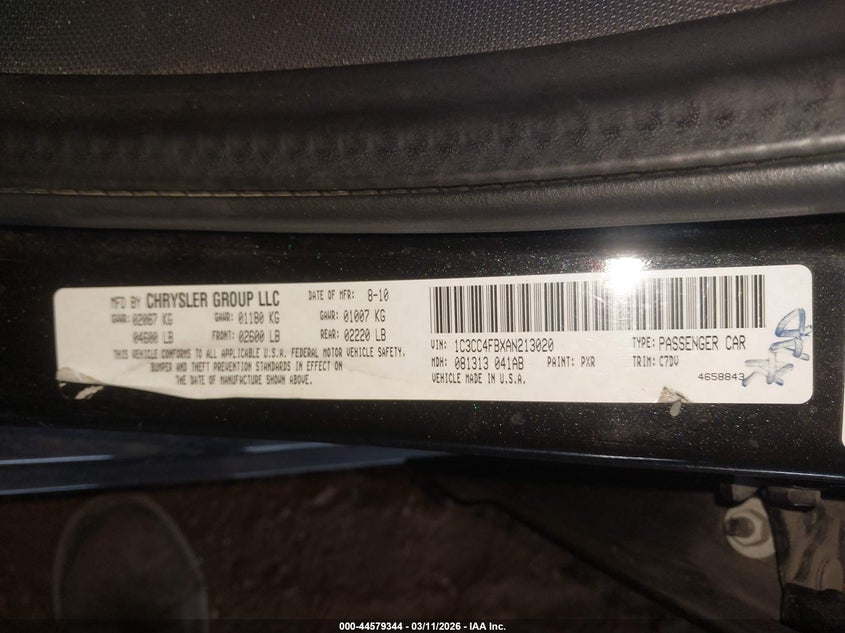 MFD BY CHRYSLER GROUP LLC DATE OF MFR: 8-10
GVWR: 02087 KG GAWR: 01180 KG GAWR: 01007 KG
04600 LB FRONT: 02600 LB REAR: 02220 LB
THIS VEHICLE CONFORMS TO ALL U.S.A. FEDERAL MOTOR VEHICLE SAFETY,
BUMPER AND THEFT PREVENTION STANDARDS IN EFFECT ON
THE DATE OF MANUFACTURE SHOWN ABOVE.
VIN: 1C3CC4FBXAN213020 TYPE: PASSENGER CAR
MDH: 081313 041AB PAINT: PXR TRIM: C7DV
VEHICLE MADE IN U.S.A. 4658843
000-44579344 — 03/11/2026 — IAA Inc.